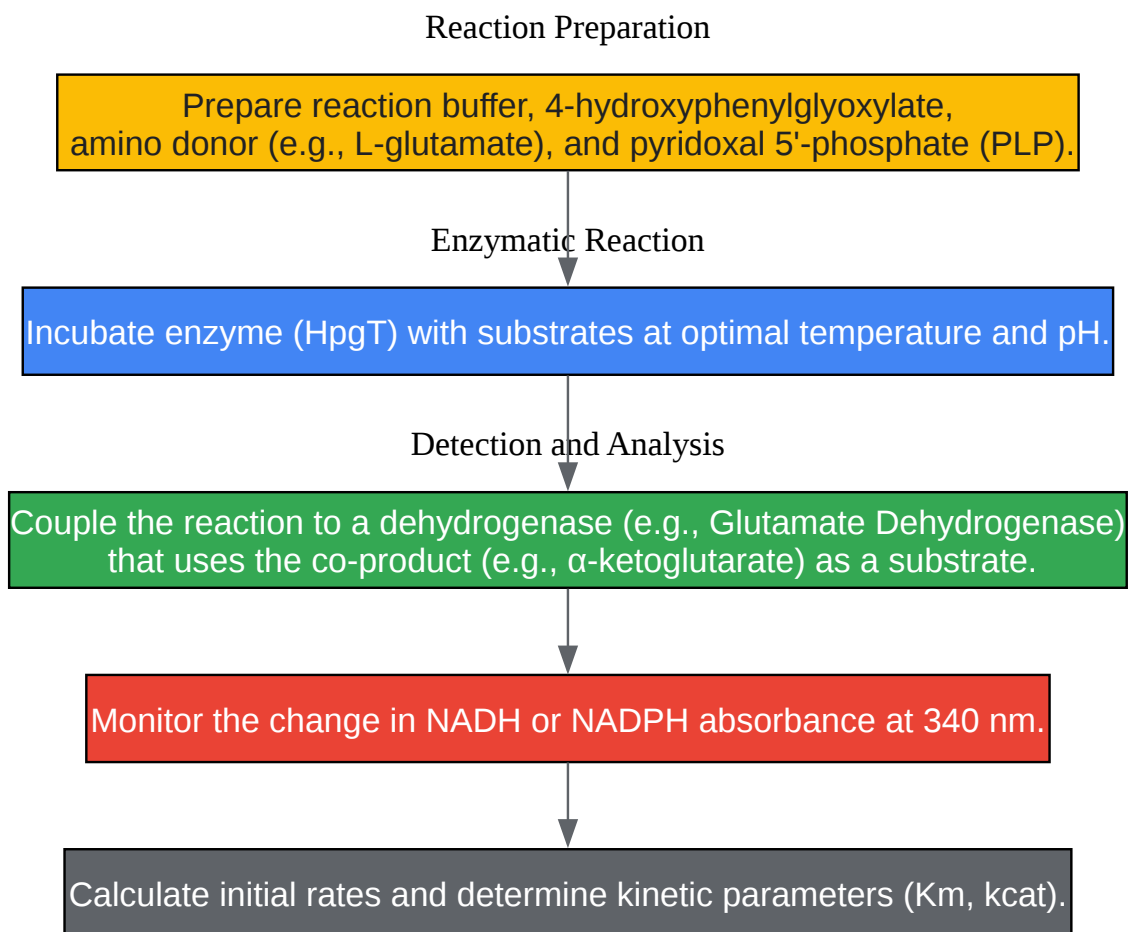 Reaction Preparation
Prepare reaction buffer, 4-hydroxyphenylglyoxylate,
amino donor (e.g., L-glutamate), and pyridoxal 5'-phosphate (PLP).
Enzymatic Reaction
Incubate enzyme (HpgT) with substrates at optimal temperature and pH.
Detection and Analysis
Couple the reaction to a dehydrogenase (e.g., Glutamate Dehydrogenase)
that uses the co-product (e.g., α-ketoglutarate) as a substrate.
Monitor the change in NADH or NADPH absorbance at 340 nm.
Calculate initial rates and determine kinetic parameters (Km, kcat).